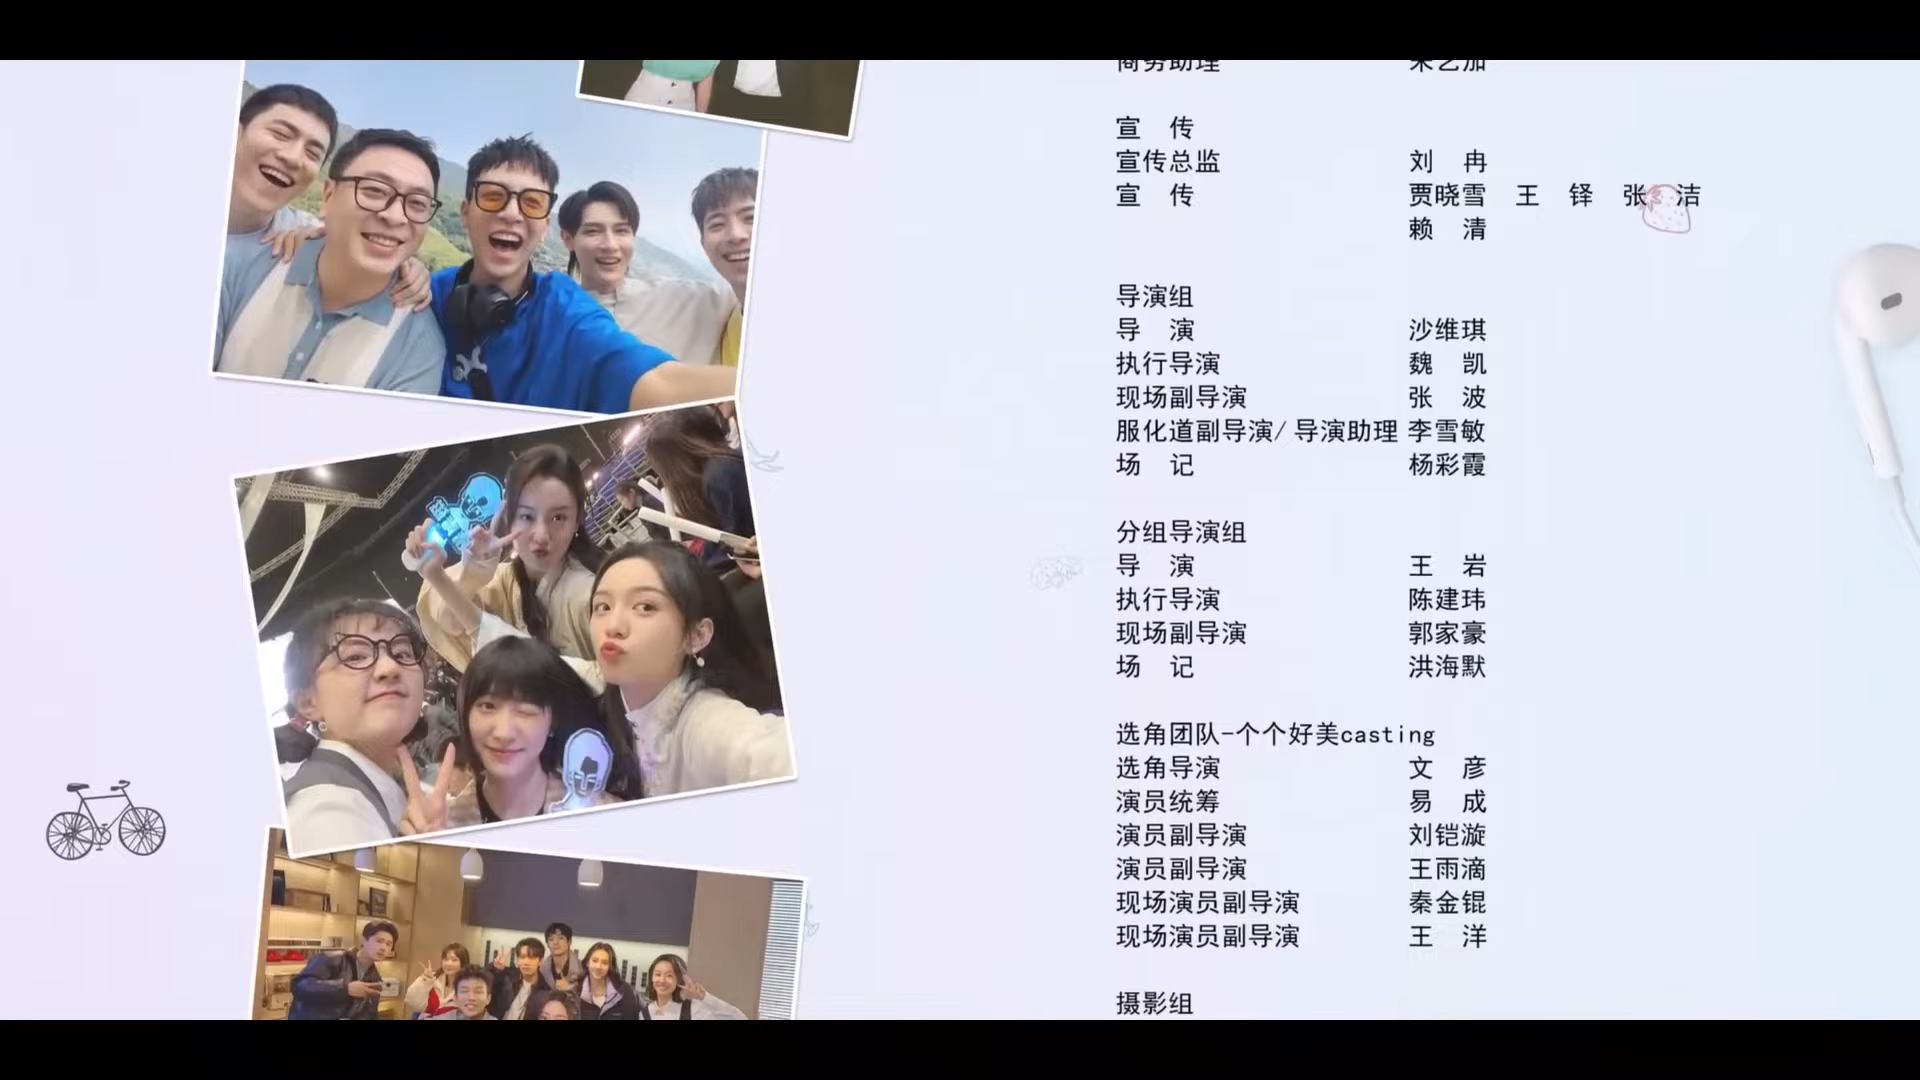 商务助理 宋艺加
宣 传
宣传总监 刘 冉
宣 传 贾晓雪 王 铎 张 洁
赖 清
导演组
导 演 沙维琪
执行导演 魏 凯
现场副导演 张 波
服化道副导演/导演助理 李雪敏
场 记 杨彩霞
分组导演组
导 演 王 岩
执行导演 陈建玮
现场副导演 郭家豪
场 记 洪海默
选角团队-个个好美casting
选角导演 文 彦
演员统筹 易 成
演员副导演 刘铠漩
演员副导演 王雨滴
现场演员副导演 秦金锟
现场演员副导演 王 洋
摄影组